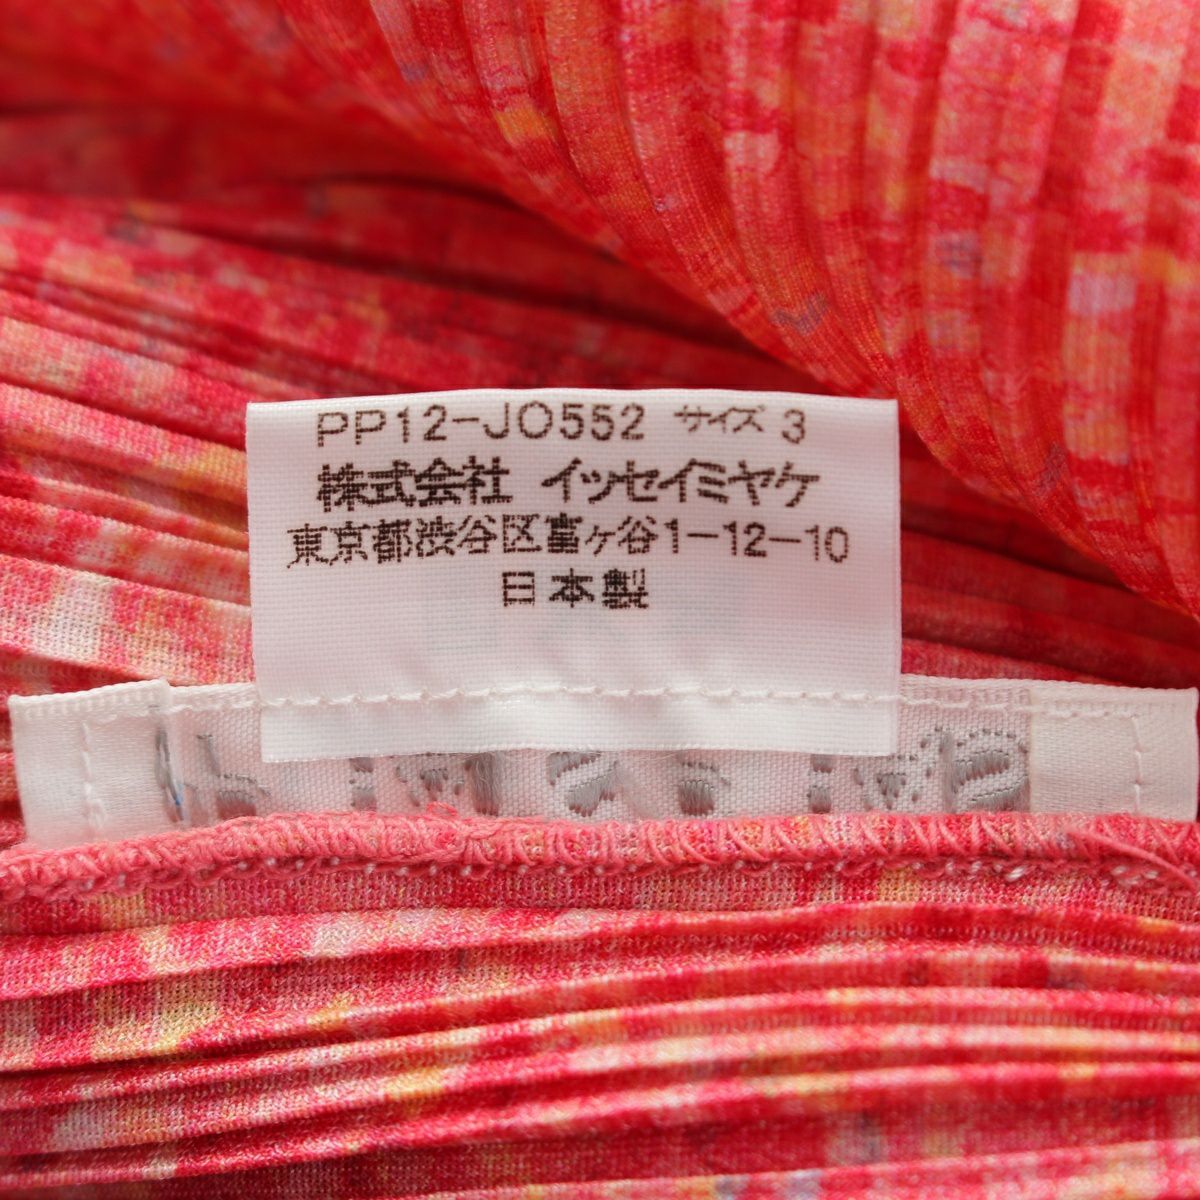 PP12-JO552 サイズ 3
株式会社 イッセイミヤケ
東京都渋谷区富ヶ谷1-12-10
日本製